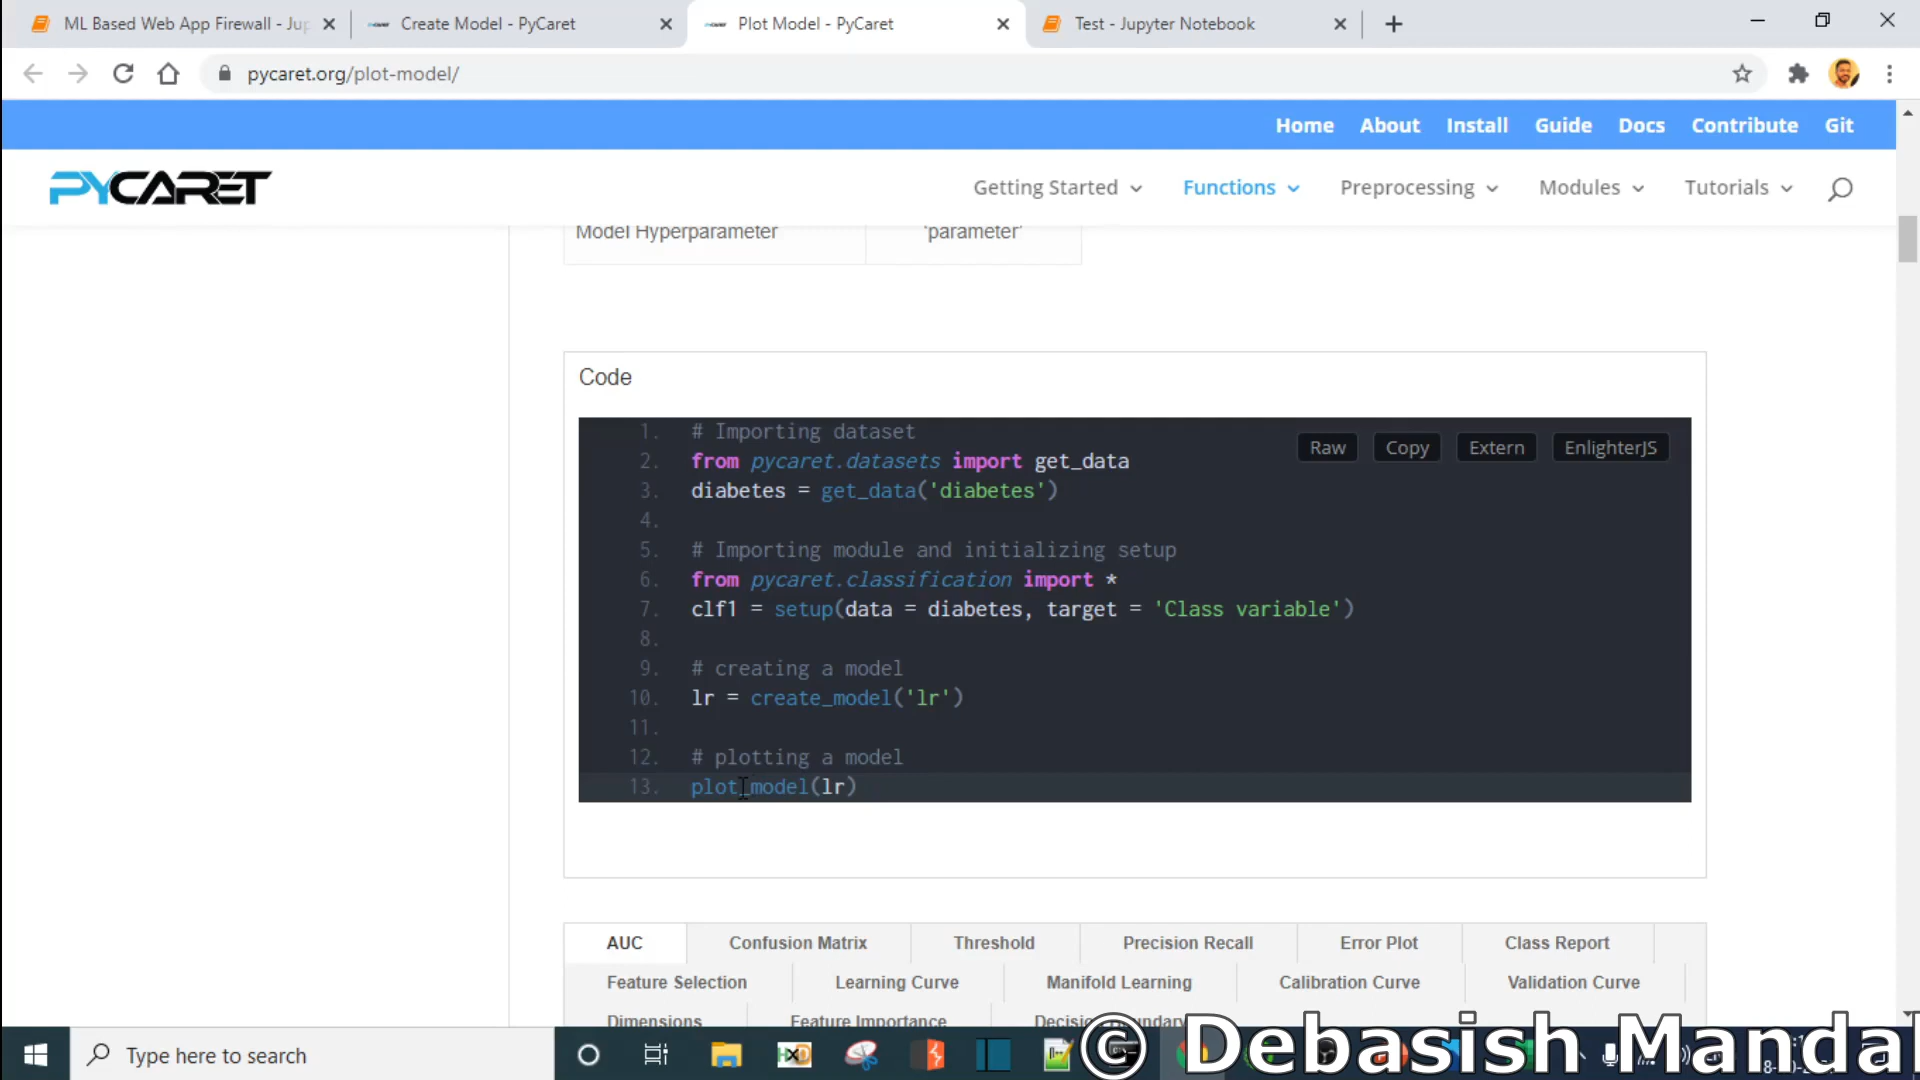 ML Based Web App Firewall - Jup
Create Model - PyCaret
Plot Model - PyCaret
Test - Jupyter Notebook
pycaret.org/plot-model/
Home About Install Guide Docs Contribute Git
PYCARET
Getting Started Functions Preprocessing Modules Tutorials
Model Hyperparameter 'parameter'
Code
Raw Copy Extern EnlighterJS
1. # Importing dataset
2. from pycaret.datasets import get_data
3. diabetes = get_data('diabetes')
4.
5. # Importing module and initializing setup
6. from pycaret.classification import *
7. clf1 = setup(data = diabetes, target = 'Class variable')
8.
9. # creating a model
10. lr = create_model('lr')
11.
12. # plotting a model
13. plot_model(lr)
AUC Confusion Matrix Threshold Precision Recall Error Plot Class Report
Feature Selection Learning Curve Manifold Learning Calibration Curve Validation Curve
Dimensions Feature Importance Decision Boundary
Type here to search
© Debasish Mandal